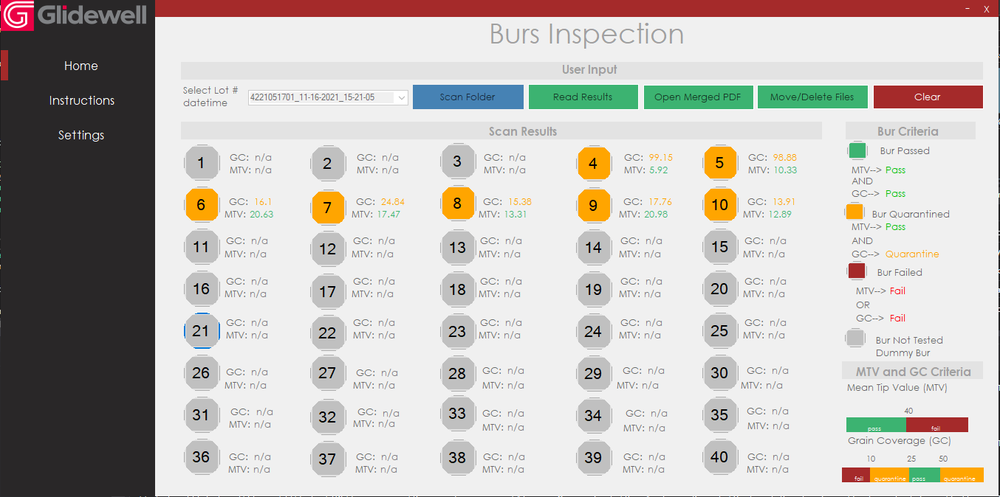 Glidewell
- X
Home
Instructions
Settings
Burs Inspection
User Input
Select Lot #
datetime
4221051701_11-16-2021_15-21-05
Scan Folder
Read Results
Open Merged PDF
Move/Delete Files
Clear
Scan Results
1 GC: n/a
MTV: n/a
2 GC: n/a
MTV: n/a
3 GC: n/a
MTV: n/a
4 GC: 99.15
MTV: 5.92
5 GC: 98.88
MTV: 10.33
6 GC: 16.1
MTV: 20.63
7 GC: 24.84
MTV: 17.47
8 GC: 15.38
MTV: 13.31
9 GC: 17.76
MTV: 20.98
10 GC: 13.91
MTV: 12.89
11 GC: n/a
MTV: n/a
12 GC: n/a
MTV: n/a
13 GC: n/a
MTV: n/a
14 GC: n/a
MTV: n/a
15 GC: n/a
MTV: n/a
16 GC: n/a
MTV: n/a
17 GC: n/a
MTV: n/a
18 GC: n/a
MTV: n/a
19 GC: n/a
MTV: n/a
20 GC: n/a
MTV: n/a
21 GC: n/a
MTV: n/a
22 GC: n/a
MTV: n/a
23 GC: n/a
MTV: n/a
24 GC: n/a
MTV: n/a
25 GC: n/a
MTV: n/a
26 GC: n/a
MTV: n/a
27 GC: n/a
MTV: n/a
28 GC: n/a
MTV: n/a
29 GC: n/a
MTV: n/a
30 GC: n/a
MTV: n/a
31 GC: n/a
MTV: n/a
32 GC: n/a
MTV: n/a
33 GC: n/a
MTV: n/a
34 GC: n/a
MTV: n/a
35 GC: n/a
MTV: n/a
36 GC: n/a
MTV: n/a
37 GC: n/a
MTV: n/a
38 GC: n/a
MTV: n/a
39 GC: n/a
MTV: n/a
40 GC: n/a
MTV: n/a
Bur Criteria
Bur Passed
MTV--> Pass
AND
GC--> Pass
Bur Quarantined
MTV--> Pass
AND
GC--> Quarantine
Bur Failed
MTV--> Fail
OR
GC--> Fail
Bur Not Tested
Dummy Bur
MTV and GC Criteria
Mean Tip Value (MTV)
40
pass fail
Grain Coverage (GC)
10 25 50
fail quarantine pass quarantine